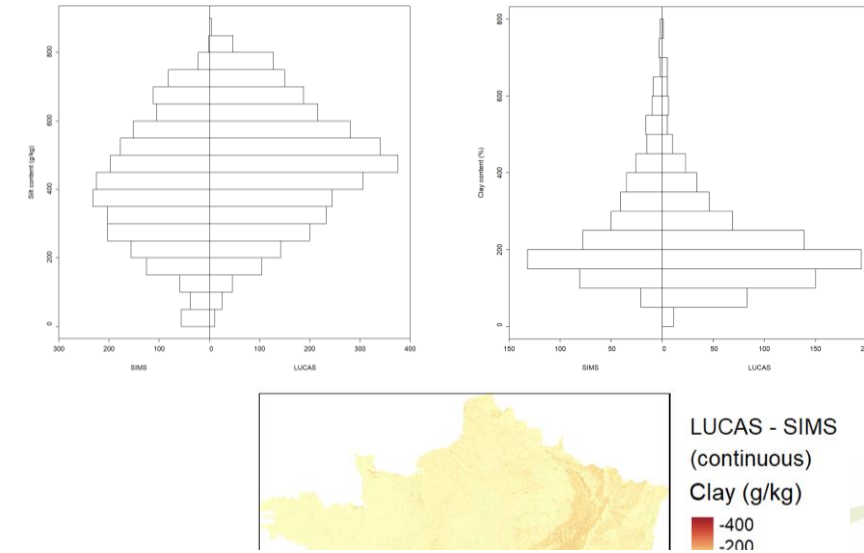 Silt content (g/kg)
800
600
400
200
0
300 200 100 0 100 200 300 400
SIMS LUCAS
Clay content (%)
800
600
400
200
0
150 100 50 0 50 100 150
SIMS LUCAS
LUCAS - SIMS
(continuous)
Clay (g/kg)
-400
-200